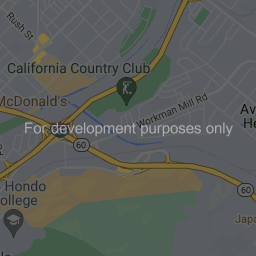 Rush St
California Country Club
McDonald's
Workman Mill Rd
Av
He
For development purposes only
60
Hondo
College
60
Japa